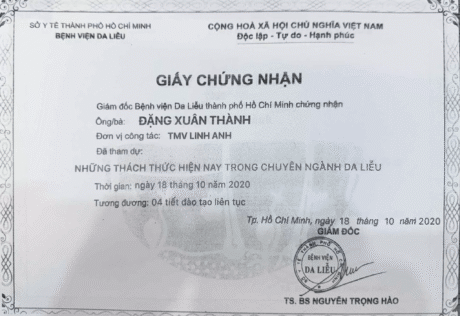 SỞ Y TẾ THÀNH PHỐ HỒ CHÍ MINH
BỆNH VIỆN DA LIỄU
CỘNG HOÀ XÃ HỘI CHỦ NGHĨA VIỆT NAM
Độc lập - Tự do - Hạnh phúc
GIẤY CHỨNG NHẬN
Giám đốc Bệnh viện Da Liễu thành phố Hồ Chí Minh chứng nhận
Ông/bà: ĐẶNG XUÂN THÀNH
Đơn vị công tác: TMV LINH ANH
Đã tham dự:
NHỮNG THÁCH THỨC HIỆN NAY TRONG CHUYÊN NGÀNH DA LIỄU
Thời gian: ngày 18 tháng 10 năm 2020
Tương đương: 04 tiết đào tạo liên tục
Tp. Hồ Chí Minh, ngày 18 tháng 10 năm 2020
GIÁM ĐỐC
BỆNH VIỆN
DA LIỄU
TS. BS NGUYỄN TRỌNG HÀO